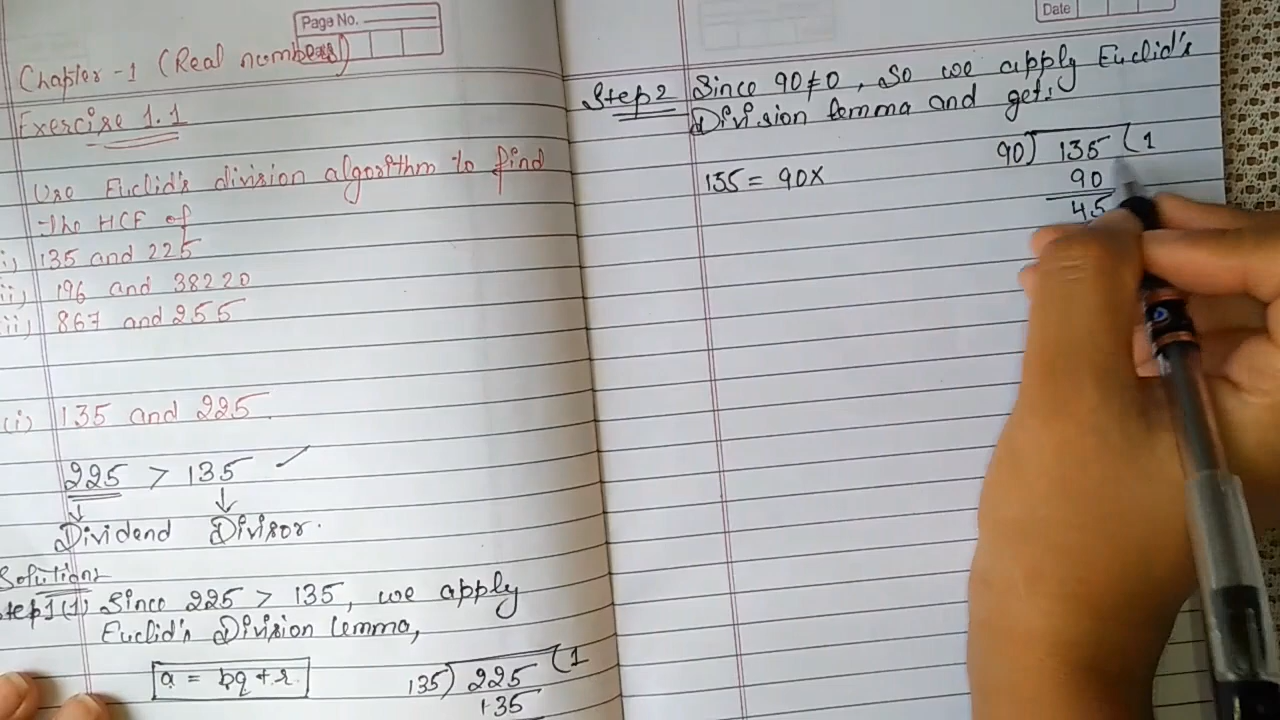 Page No.
Chapter - 1 (Real numbers)
Exercise 1.1
Use Euclid's division algorithm to find
the HCF of
i) 135 and 225
ii) 196 and 38220
ii) 867 and 255
(i) 135 and 225.
225 > 135 ✓
↓ ↓
Dividend Divisor.
Solution:
tep1(1) Since 225 > 135, we apply
Euclid's Division lemma,
a = bq + r
135) 225 (1
135
Date
Step 2 Since 90 ≠ 0, So we apply Euclid's
Division lemma and get:
90) 135 (1
135 = 90x
90
45